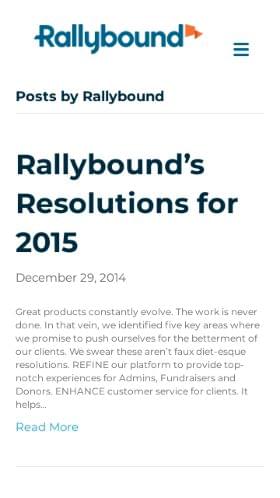 Rallybound
Posts by Rallybound
Rallybound’s
Resolutions for
2015
December 29, 2014
Great products constantly evolve. The work is never
done. In that vein, we identified five key areas where
we promise to push ourselves for the betterment of
our clients. We swear these aren’t faux diet-esque
resolutions. REFINE our platform to provide top-
notch experiences for Admins, Fundraisers and
Donors. ENHANCE customer service for clients. It
helps…
Read More